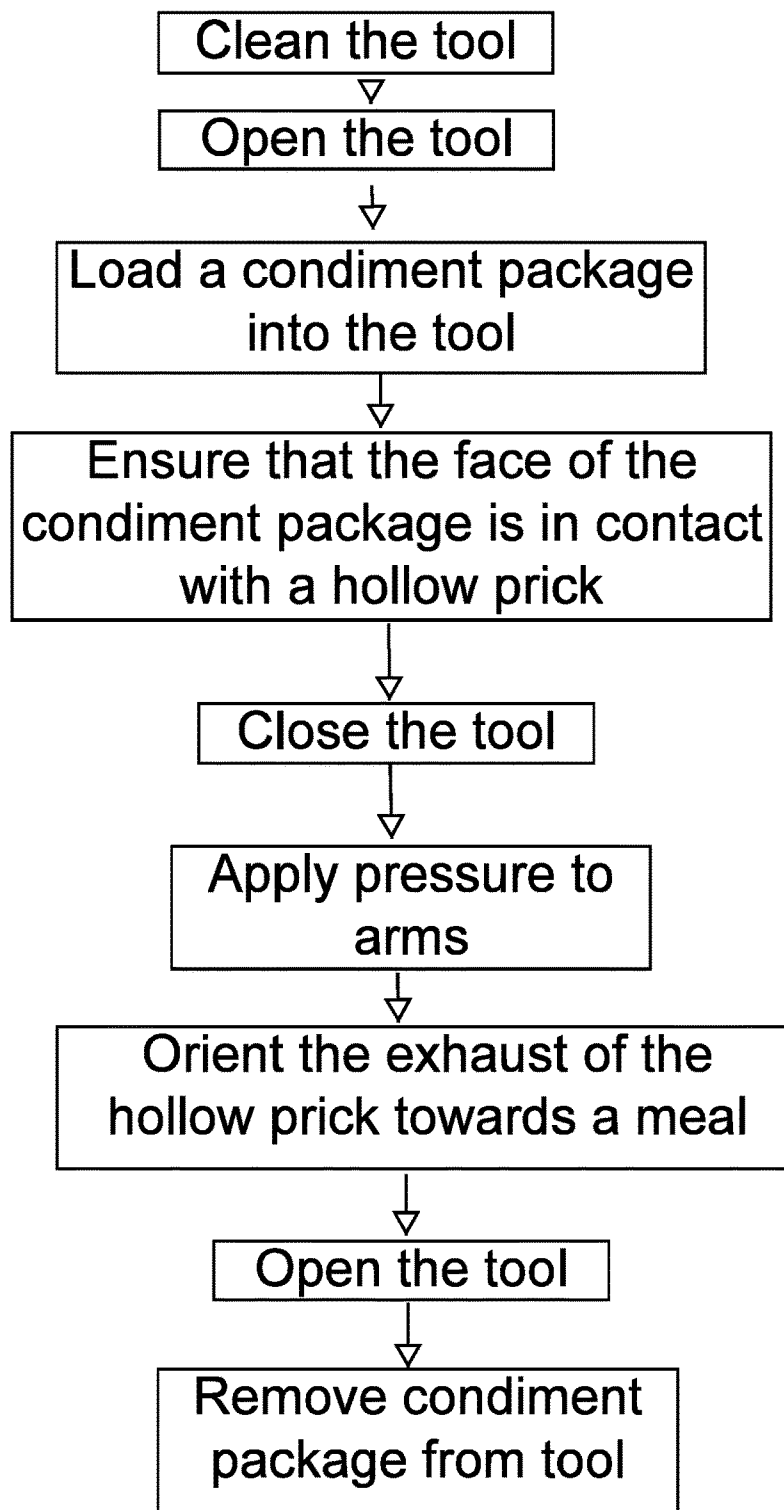 Clean the tool
Open the tool
Load a condiment package
into the tool
Ensure that the face of the
condiment package is in contact
with a hollow prick
Close the tool
Apply pressure to
arms
Orient the exhaust of the
hollow prick towards a meal
Open the tool
Remove condiment
package from tool